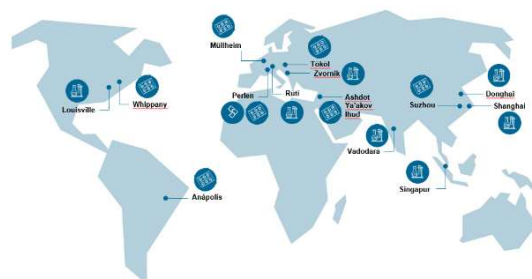 Müllheim
Tokol
Zvornik
Perlen
Rüti
Ashdot
Ya'akov
Ihud
Louisville
Whippany
Suzhou
Donghai
Shanghai
Vadodara
Singapur
Anápolis